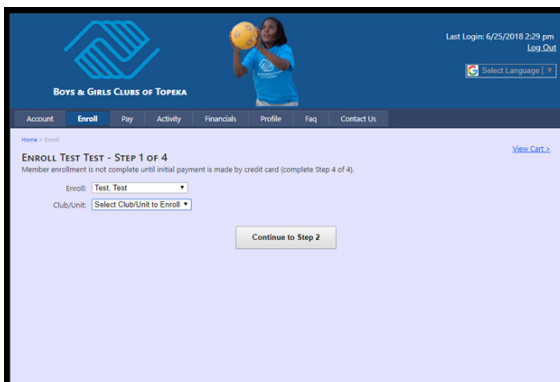 Last Login: 6/25/2018 2:29 pm
Log Out
Select Language | ▼
BOYS & GIRLS CLUBS OF TOPEKA
Account Enroll Pay Activity Financials Profile Faq Contact Us
Home > Enroll
View Cart >
ENROLL TEST TEST - STEP 1 OF 4
Member enrollment is not complete until initial payment is made by credit card (complete Step 4 of 4).
Enroll: Test, Test
Club/Unit: Select Club/Unit to Enroll
Continue to Step 2